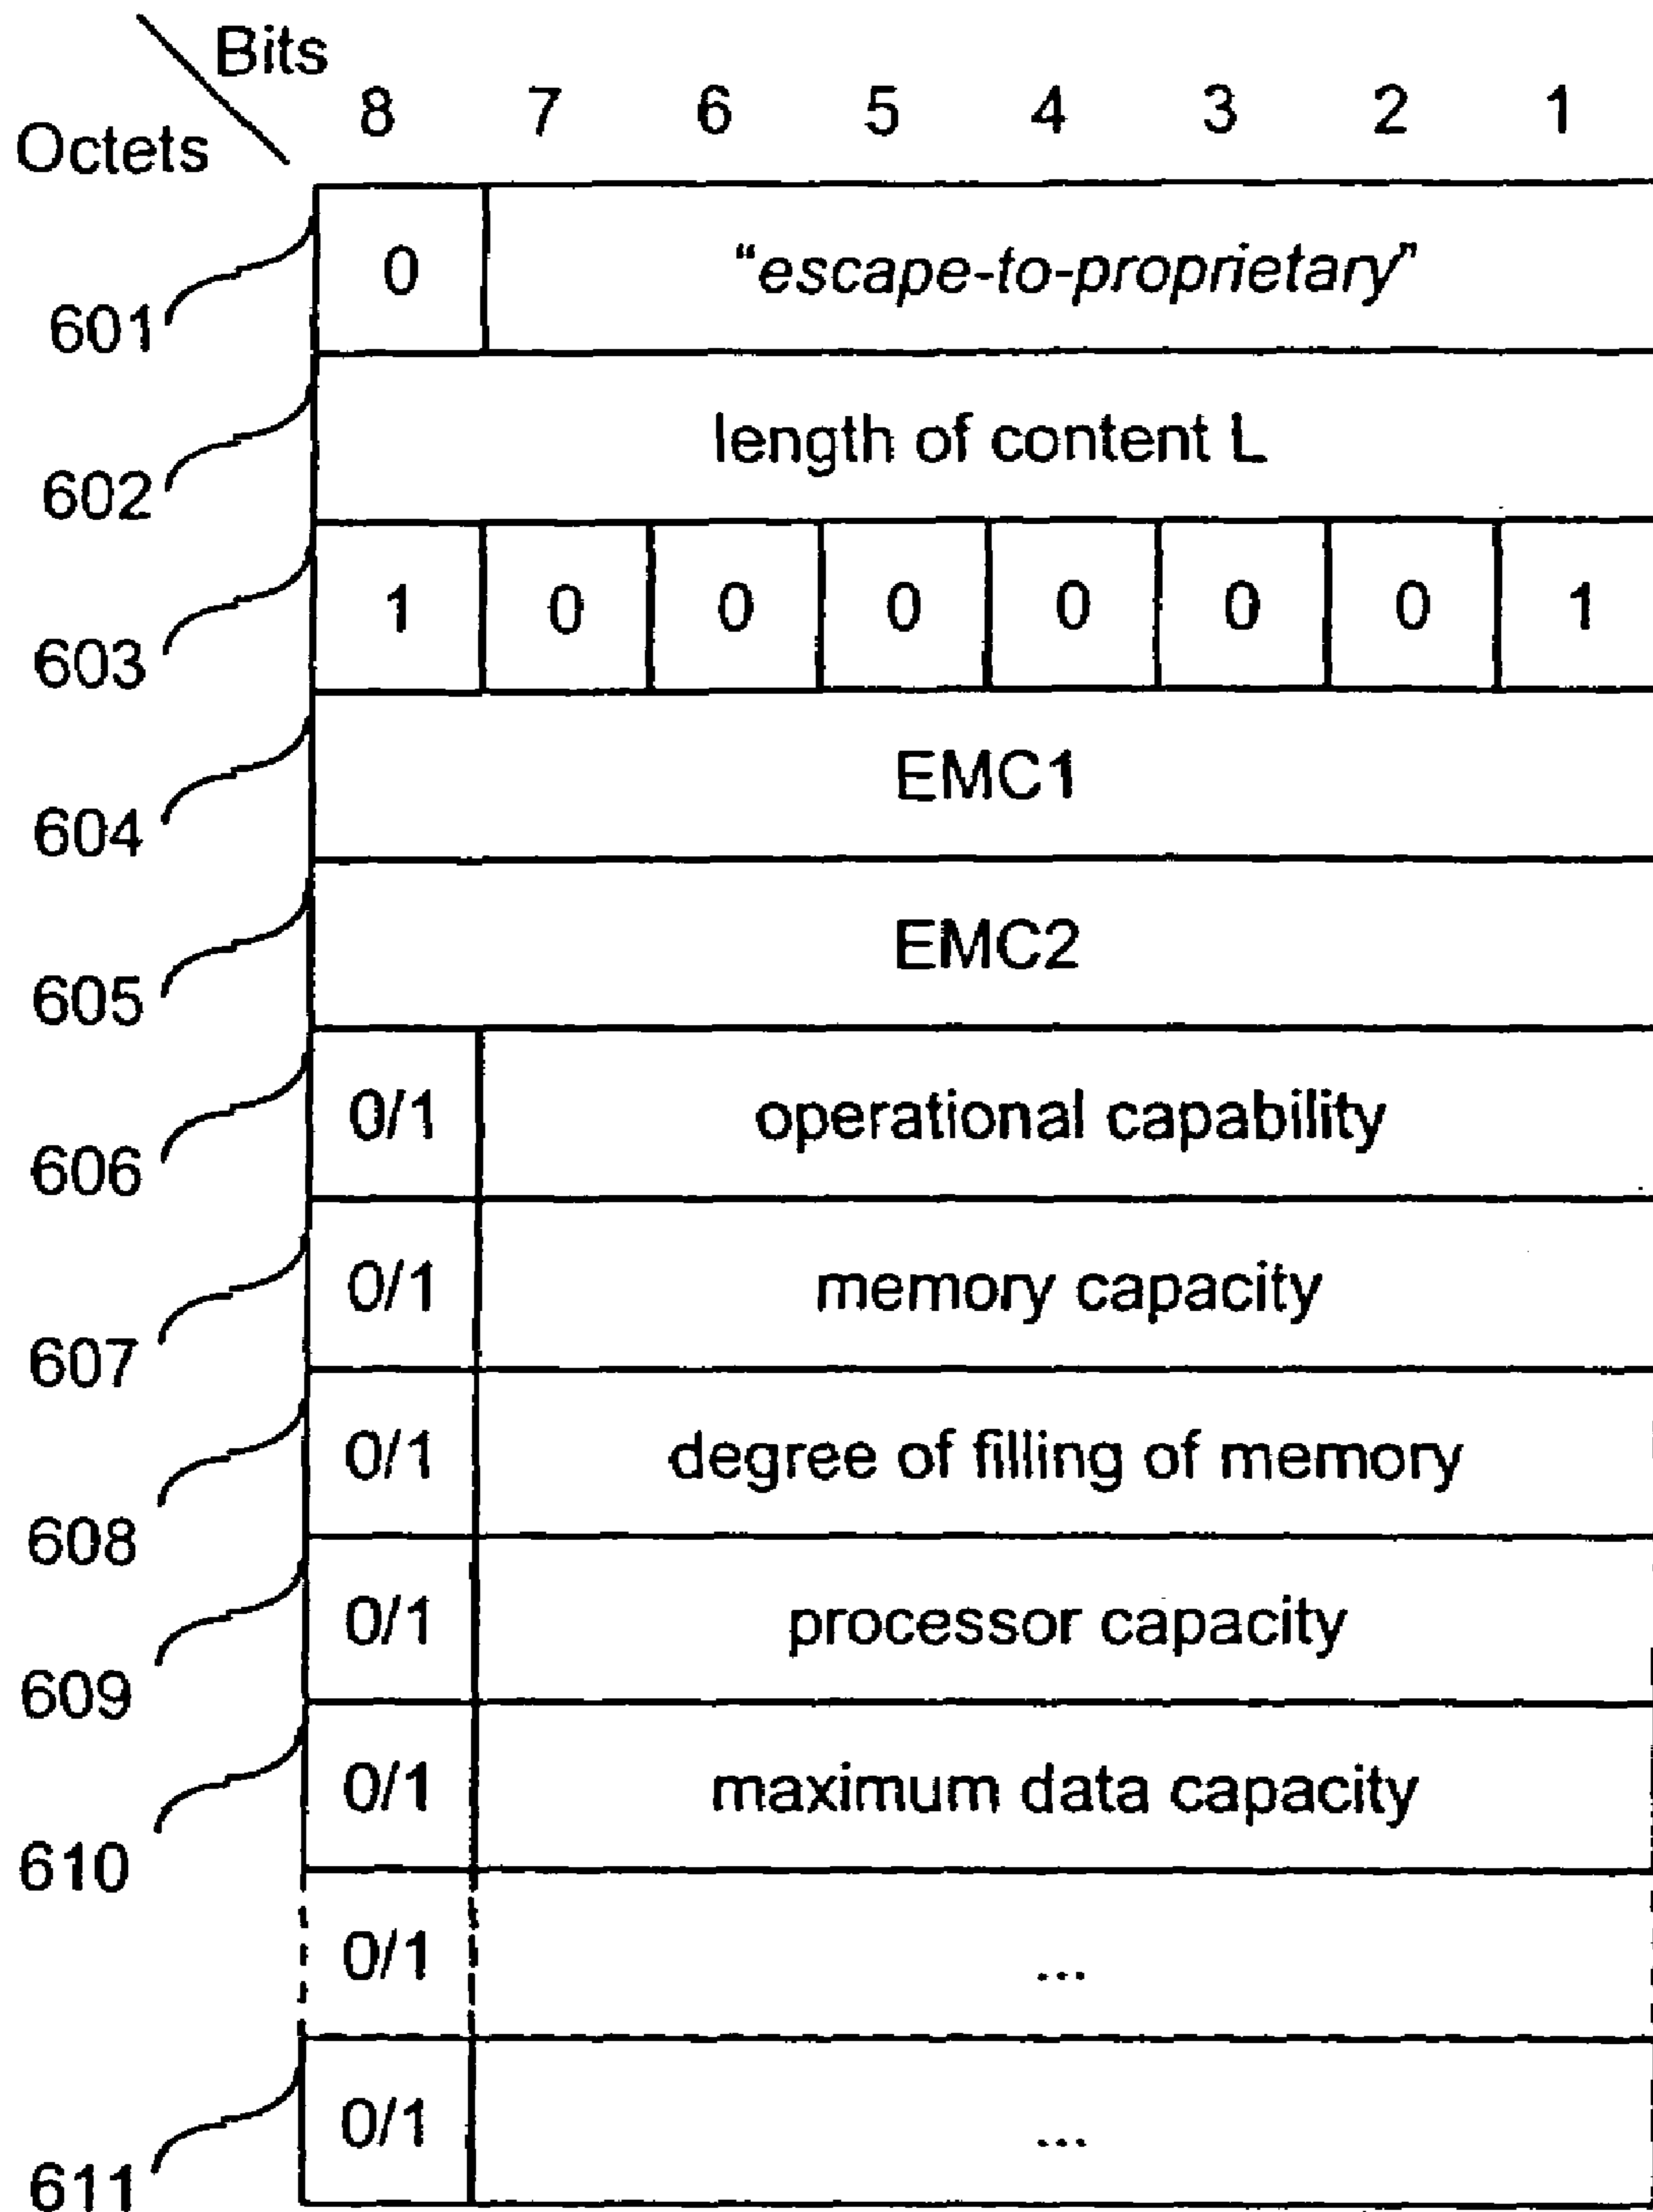 Bits
Octets 8 7 6 5 4 3 2 1
601 0 "escape-to-proprietary"
602 length of content L
603 1 0 0 0 0 0 0 1
604 EMC1
605 EMC2
606 0/1 operational capability
607 0/1 memory capacity
608 0/1 degree of filling of memory
609 0/1 processor capacity
610 0/1 maximum data capacity
0/1 ...
611 0/1 ...